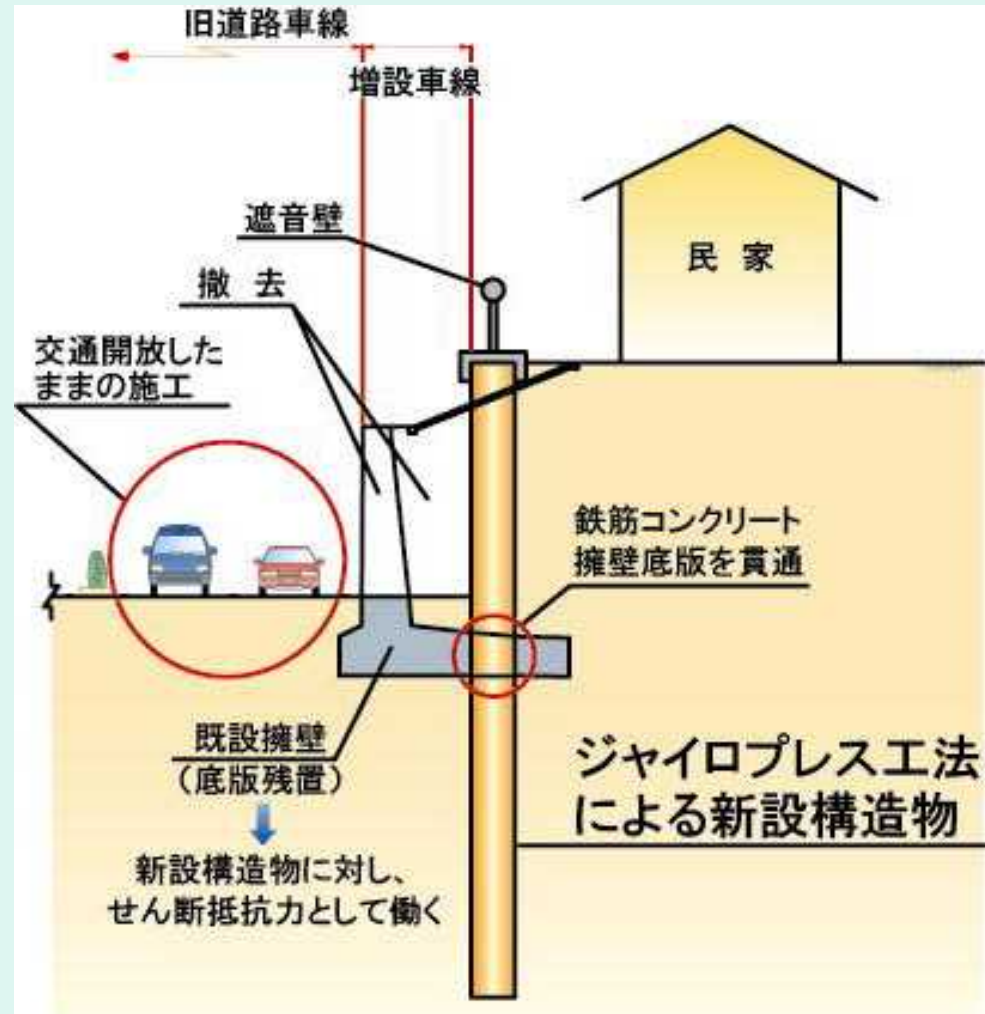 旧道路車線
増設車線
遮音壁
民 家
撤 去
交通開放した
ままの施工
鉄筋コンクリート
擁壁底版を貫通
既設擁壁
(底版残置)
ジャイロプレス工法
による新設構造物
新設構造物に対し、
せん断抵抗力として働く